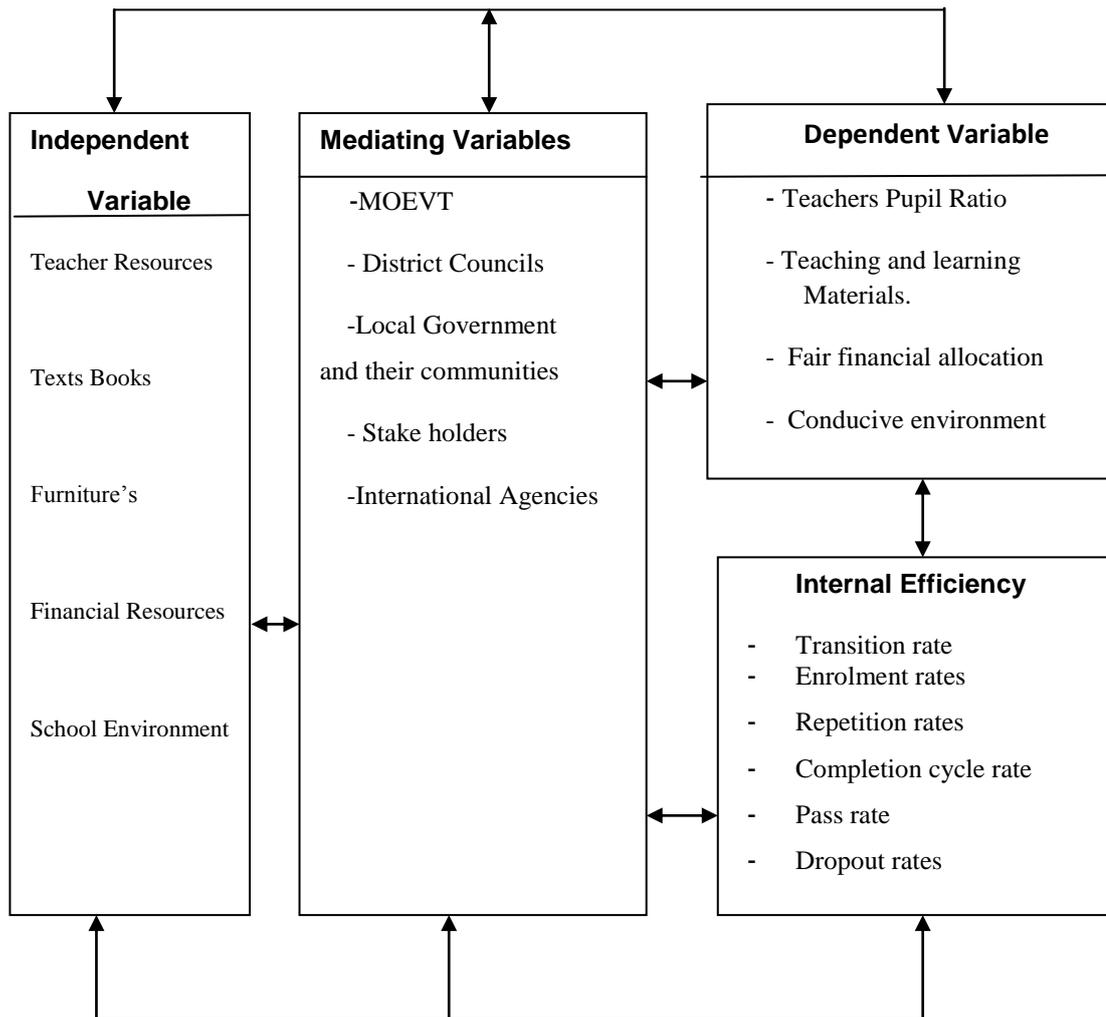 Independent
Variable
Teacher Resources
Texts Books
Furniture’s
Financial Resources
School Environment
Mediating Variables
-MOEVT
- District Councils
-Local Government
and their communities
- Stake holders
-International Agencies
Dependent Variable
- Teachers Pupil Ratio
- Teaching and learning
Materials.
- Fair financial allocation
- Conducive environment
Internal Efficiency
- Transition rate
- Enrolment rates
- Repetition rates
- Completion cycle rate
- Pass rate
- Dropout rates